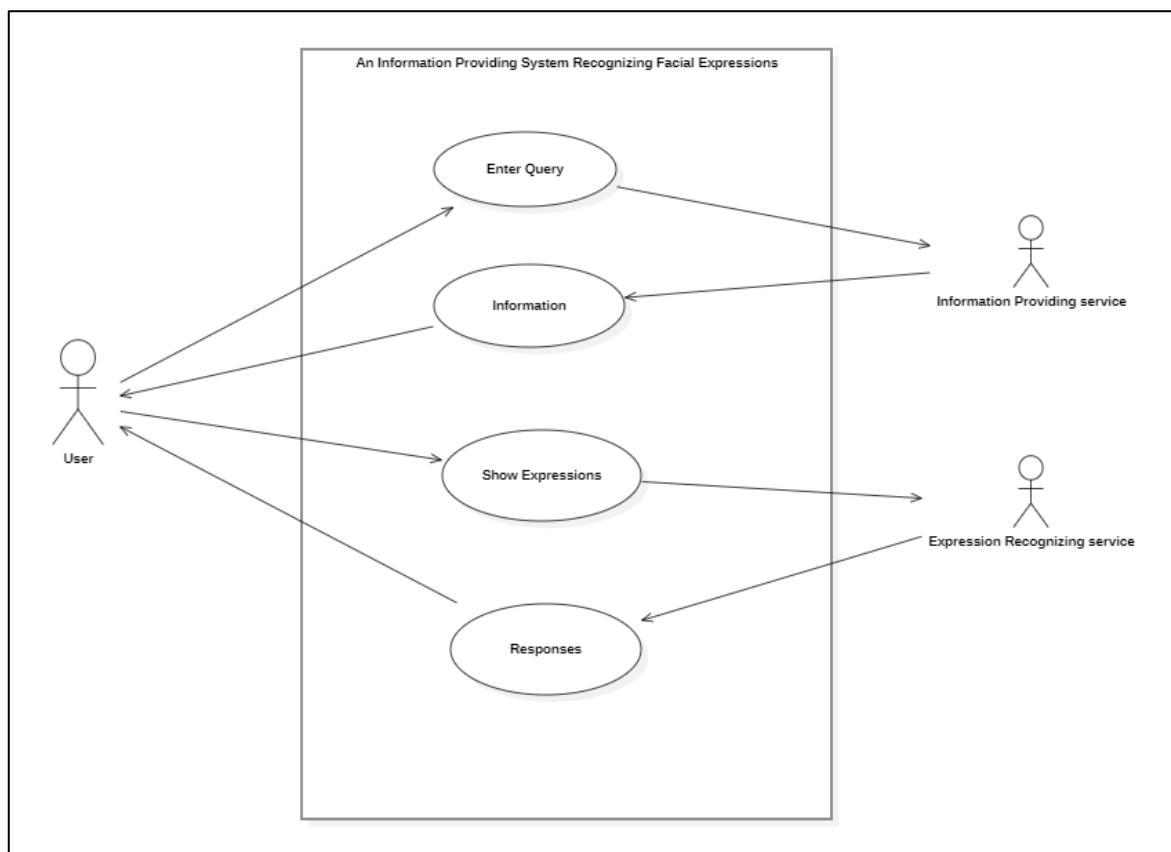 An Information Providing System Recognizing Facial Expressions
Enter Query
Information
Information Providing service
User
Show Expressions
Expression Recognizing service
Responses